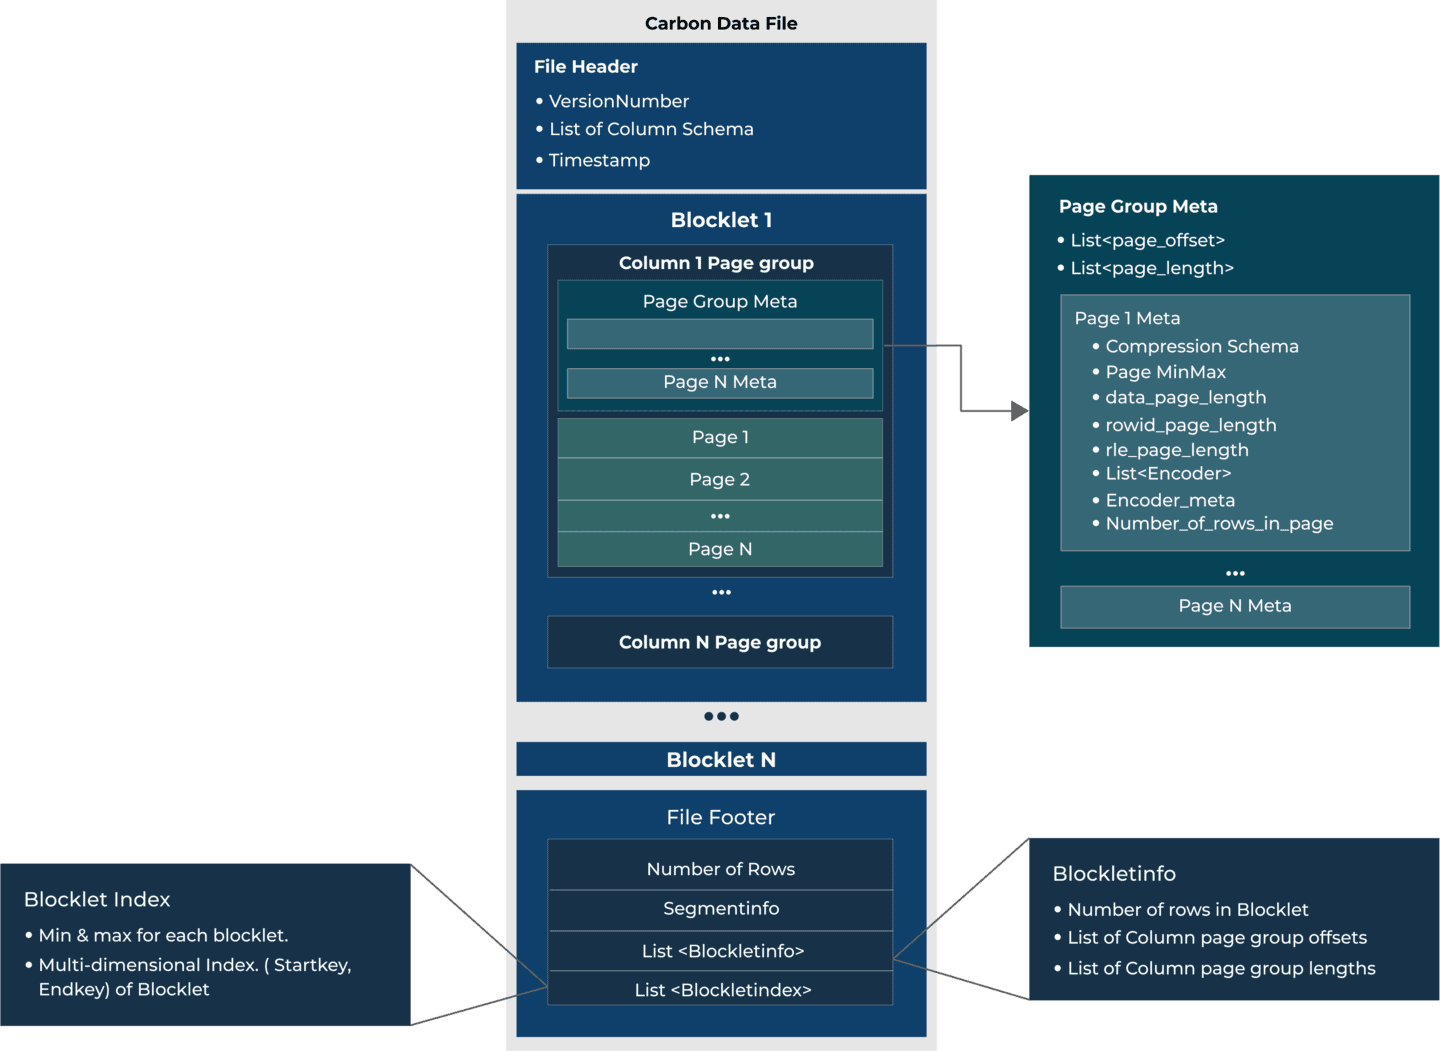 Carbon Data File
File Header
• VersionNumber
• List of Column Schema
• Timestamp
Blocklet 1
Column 1 Page group
Page Group Meta
•••
Page N Meta
Page 1
Page 2
•••
Page N
•••
Column N Page group
•••
Blocklet N
File Footer
Number of Rows
Segmentinfo
List <Blockletinfo>
List <Blockletindex>
Page Group Meta
• List<page_offset>
• List<page_length>
Page 1 Meta
• Compression Schema
• Page MinMax
• data_page_length
• rowid_page_length
• rle_page_length
• List<Encoder>
• Encoder_meta
• Number_of_rows_in_page
•••
Page N Meta
Blocklet Index
• Min & max for each blocklet.
• Multi-dimensional Index. ( Startkey,
Endkey) of Blocklet
Blockletinfo
• Number of rows in Blocklet
• List of Column page group offsets
• List of Column page group lengths